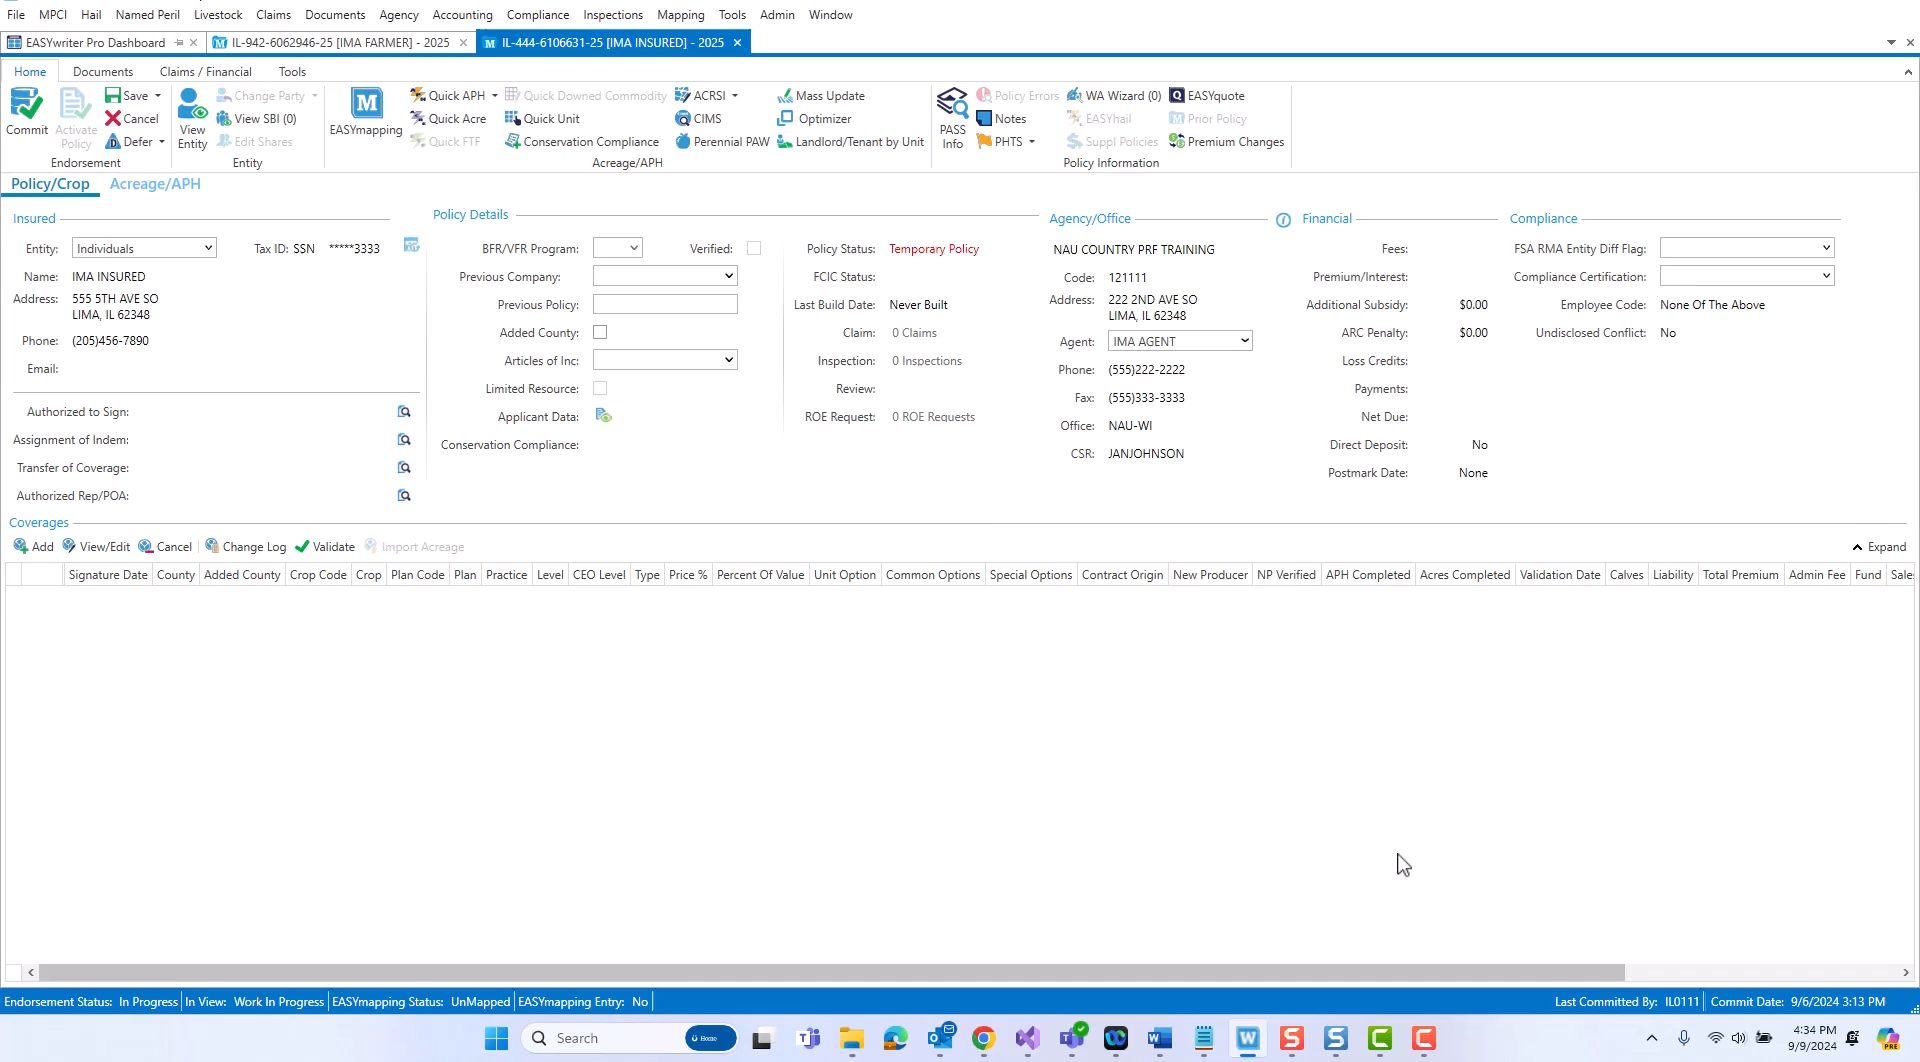 File MPCI Hail Named Peril Livestock Claims Documents Agency Accounting Compliance Inspections Mapping Tools Admin Window
EASYwriter Pro Dashboard IL-942-6062946-25 [IMA FARMER] - 2025 IL-444-6106631-25 [IMA INSURED] - 2025
Home Documents Claims / Financial Tools
Save Change Party Quick APH Quick Downed Commodity ACRSI Mass Update Policy Errors WA Wizard (0) EASYquote
Commit Activate Policy Cancel View Entity View SBI (0) EASYmapping Quick Acre Quick Unit CIMS Optimizer PASS Info Notes EASYhail Prior Policy
Defer Edit Shares Quick FTF Conservation Compliance Perennial PAW Landlord/Tenant by Unit PHTS Suppl Policies Premium Changes
Endorsement Entity Acreage/APH Policy Information
Policy/Crop Acreage/APH
Insured Policy Details Agency/Office Financial Compliance
Entity: Individuals Tax ID: SSN *****3333 BFR/VFR Program: Verified: Policy Status: Temporary Policy NAU COUNTRY PRF TRAINING Fees: FSA RMA Entity Diff Flag:
Name: IMA INSURED Previous Company: FCIC Status: Code: 121111 Premium/Interest: Compliance Certification:
Address: 555 5TH AVE SO Previous Policy: Last Build Date: Never Built Address: 222 2ND AVE SO Additional Subsidy: $0.00 Employee Code: None Of The Above
LIMA, IL 62348 LIMA, IL 62348
Phone: (205)456-7890 Added County: Claim: 0 Claims Agent: IMA AGENT ARC Penalty: $0.00 Undisclosed Conflict: No
Email: Articles of Inc: Inspection: 0 Inspections Phone: (555)222-2222 Loss Credits:
Limited Resource: Review: Fax: (555)333-3333 Payments:
Authorized to Sign: Applicant Data: ROE Request: 0 ROE Requests Office: NAU-WI Net Due:
Assignment of Indem: Conservation Compliance: CSR: JANJOHNSON Direct Deposit: No
Transfer of Coverage: Postmark Date: None
Authorized Rep/POA:
Coverages
Add View/Edit Cancel Change Log Validate Import Acreage Expand
Signature Date County Added County Crop Code Crop Plan Code Plan Practice Level CEO Level Type Price % Percent Of Value Unit Option Common Options Special Options Contract Origin New Producer NP Verified APH Completed Acres Completed Validation Date Calves Liability Total Premium Admin Fee Fund Sales
Endorsement Status: In Progress In View: Work In Progress EASYmapping Status: UnMapped EASYmapping Entry: No Last Committed By: IL0111 Commit Date: 9/6/2024 3:13 PM
Search Home 4:34 PM
9/9/2024